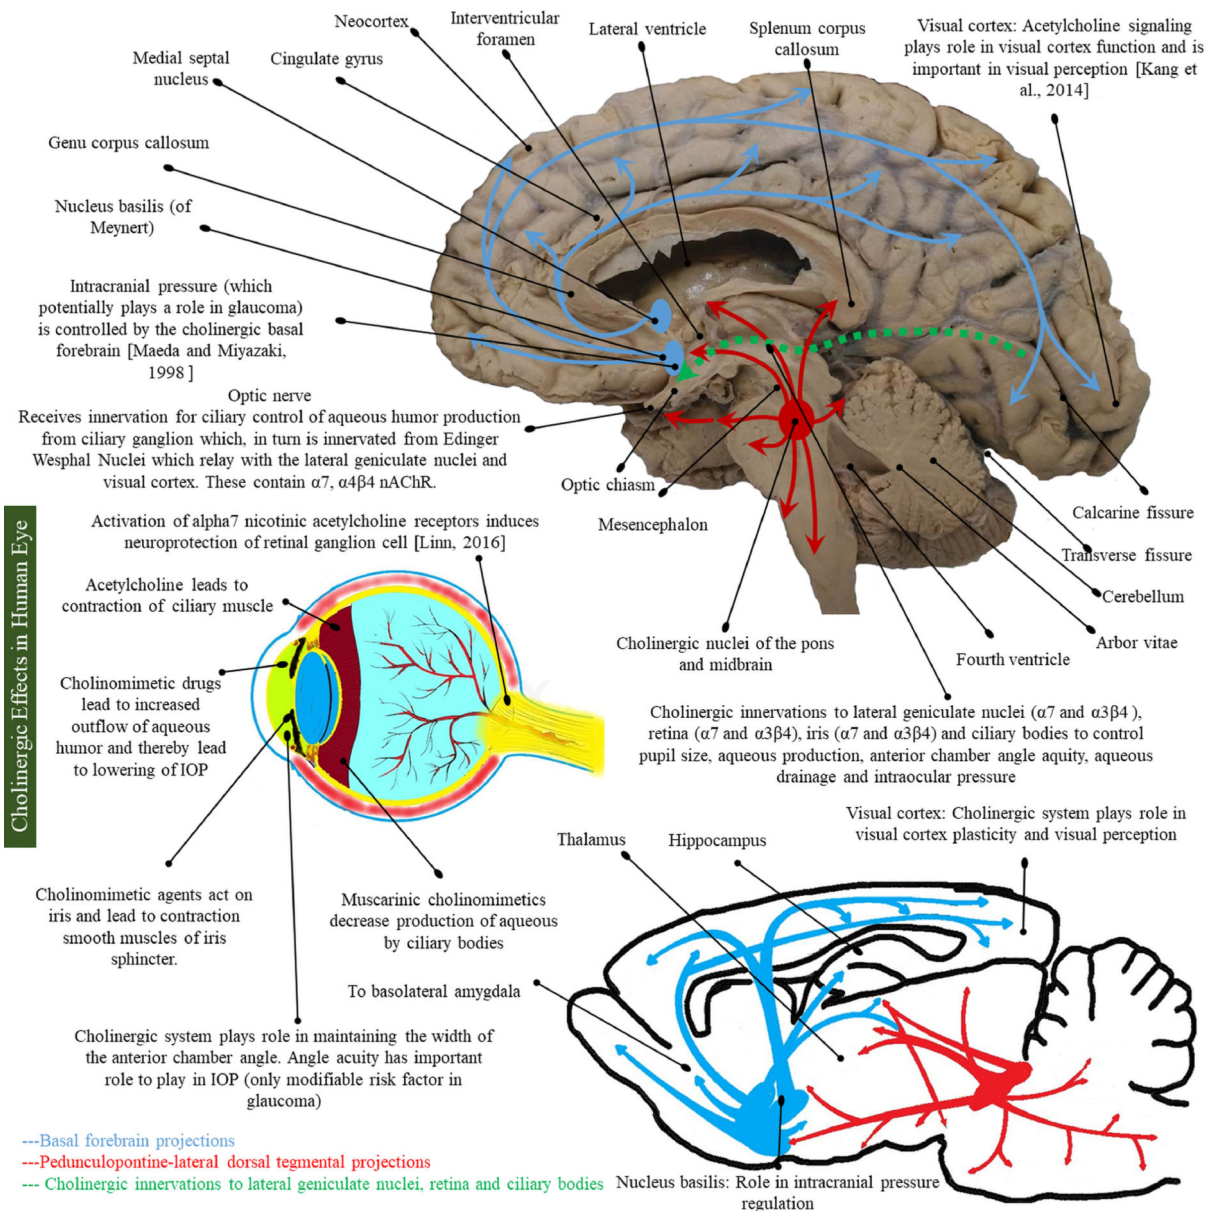 Neocortex
Interventricular
foramen
Lateral ventricle
Splenum corpus
callosum
Visual cortex: Acetylcholine signaling
plays role in visual cortex function and is
important in visual perception [Kang et
al., 2014]
Medial septal
nucleus
Cingulate gyrus
Genu corpus callosum
Nucleus basilis (of
Meynert)
Intracranial pressure (which
potentially plays a role in glaucoma)
is controlled by the cholinergic basal
forebrain [Maeda and Miyazaki,
1998 ]
Optic nerve
Receives innervation for ciliary control of aqueous humor production
from ciliary ganglion which, in turn is innervated from Edinger
Wesphal Nuclei which relay with the lateral geniculate nuclei and
visual cortex. These contain α7, α4β4 nAChR.
Optic chiasm
Mesencephalon
Calcarine fissure
Transverse fissure
Cerebellum
Arbor vitae
Fourth ventricle
Cholinergic nuclei of the pons
and midbrain
Cholinergic innervations to lateral geniculate nuclei (α7 and α3β4 ),
retina (α7 and α3β4), iris (α7 and α3β4) and ciliary bodies to control
pupil size, aqueous production, anterior chamber angle aquity, aqueous
drainage and intraocular pressure
Cholinergic Effects in Human Eye
Activation of alpha7 nicotinic acetylcholine receptors induces
neuroprotection of retinal ganglion cell [Linn, 2016]
Acetylcholine leads to
contraction of ciliary muscle
Cholinomimetic drugs
lead to increased
outflow of aqueous
humor and thereby lead
to lowering of IOP
Cholinomimetic agents act on
iris and lead to contraction
smooth muscles of iris
sphincter.
Muscarinic cholinomimetics
decrease production of aqueous
by ciliary bodies
Cholinergic system plays role in maintaining the width of
the anterior chamber angle. Angle acuity has important
role to play in IOP (only modifiable risk factor in
glaucoma)
Visual cortex: Cholinergic system plays role in
visual cortex plasticity and visual perception
Thalamus
Hippocampus
To basolateral amygdala
Nucleus basilis: Role in intracranial pressure
regulation
---Basal forebrain projections
---Pedunculopontine-lateral dorsal tegmental projections
--- Cholinergic innervations to lateral geniculate nuclei, retina and ciliary bodies